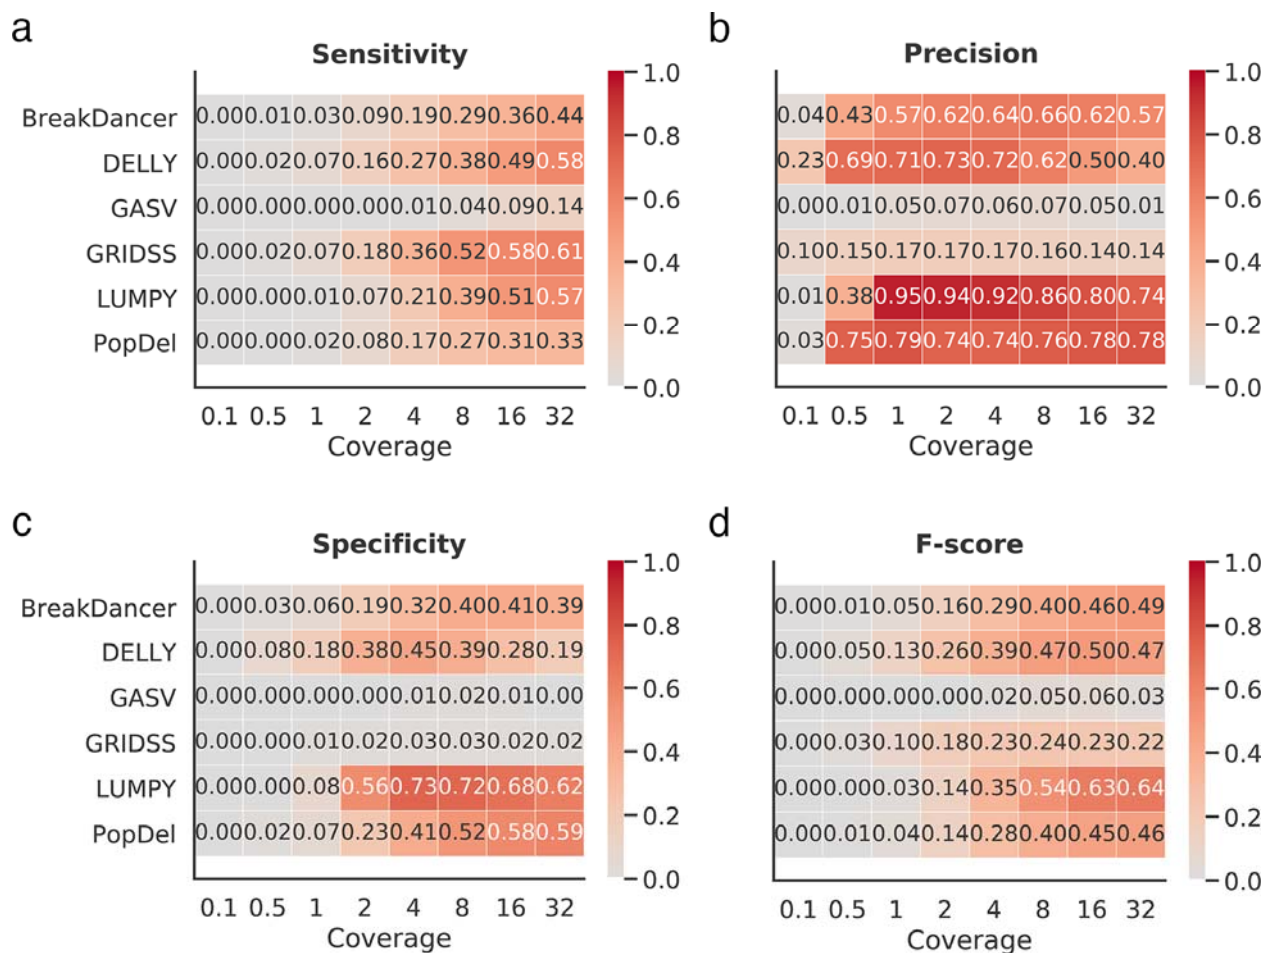 a
Sensitivity
1.0
BreakDancer 0.00 0.01 0.03 0.09 0.19 0.29 0.36 0.44
0.8
DELLY 0.00 0.02 0.07 0.16 0.27 0.38 0.49 0.58
0.6
GASV 0.00 0.00 0.00 0.00 0.01 0.04 0.09 0.14
GRIDSS 0.00 0.02 0.07 0.18 0.36 0.52 0.58 0.61
0.4
LUMPY 0.00 0.00 0.01 0.07 0.21 0.39 0.51 0.57
0.2
PopDel 0.00 0.00 0.02 0.08 0.17 0.27 0.31 0.33
0.0
0.1 0.5 1 2 4 8 16 32
Coverage
b
Precision
1.0
0.04 0.43 0.57 0.62 0.64 0.66 0.62 0.57
0.8
0.23 0.69 0.71 0.73 0.72 0.62 0.50 0.40
0.6
0.00 0.01 0.05 0.07 0.06 0.07 0.05 0.01
0.10 0.15 0.17 0.17 0.17 0.16 0.14 0.14
0.4
0.01 0.38 0.95 0.94 0.92 0.86 0.80 0.74
0.2
0.03 0.75 0.79 0.74 0.74 0.76 0.78 0.78
0.0
0.1 0.5 1 2 4 8 16 32
Coverage
c
Specificity
1.0
BreakDancer 0.00 0.03 0.06 0.19 0.32 0.40 0.41 0.39
0.8
DELLY 0.00 0.08 0.18 0.38 0.45 0.39 0.28 0.19
0.6
GASV 0.00 0.00 0.00 0.00 0.01 0.02 0.01 0.00
GRIDSS 0.00 0.00 0.01 0.02 0.03 0.03 0.02 0.02
0.4
LUMPY 0.00 0.00 0.08 0.56 0.73 0.72 0.68 0.62
0.2
PopDel 0.00 0.02 0.07 0.23 0.41 0.52 0.58 0.59
0.0
0.1 0.5 1 2 4 8 16 32
Coverage
d
F-score
1.0
0.00 0.01 0.05 0.16 0.29 0.40 0.46 0.49
0.8
0.00 0.05 0.13 0.26 0.39 0.47 0.50 0.47
0.6
0.00 0.00 0.00 0.00 0.02 0.05 0.06 0.03
0.00 0.03 0.10 0.18 0.23 0.24 0.23 0.22
0.4
0.00 0.00 0.03 0.14 0.35 0.54 0.63 0.64
0.2
0.00 0.01 0.04 0.14 0.28 0.40 0.45 0.46
0.0
0.1 0.5 1 2 4 8 16 32
Coverage